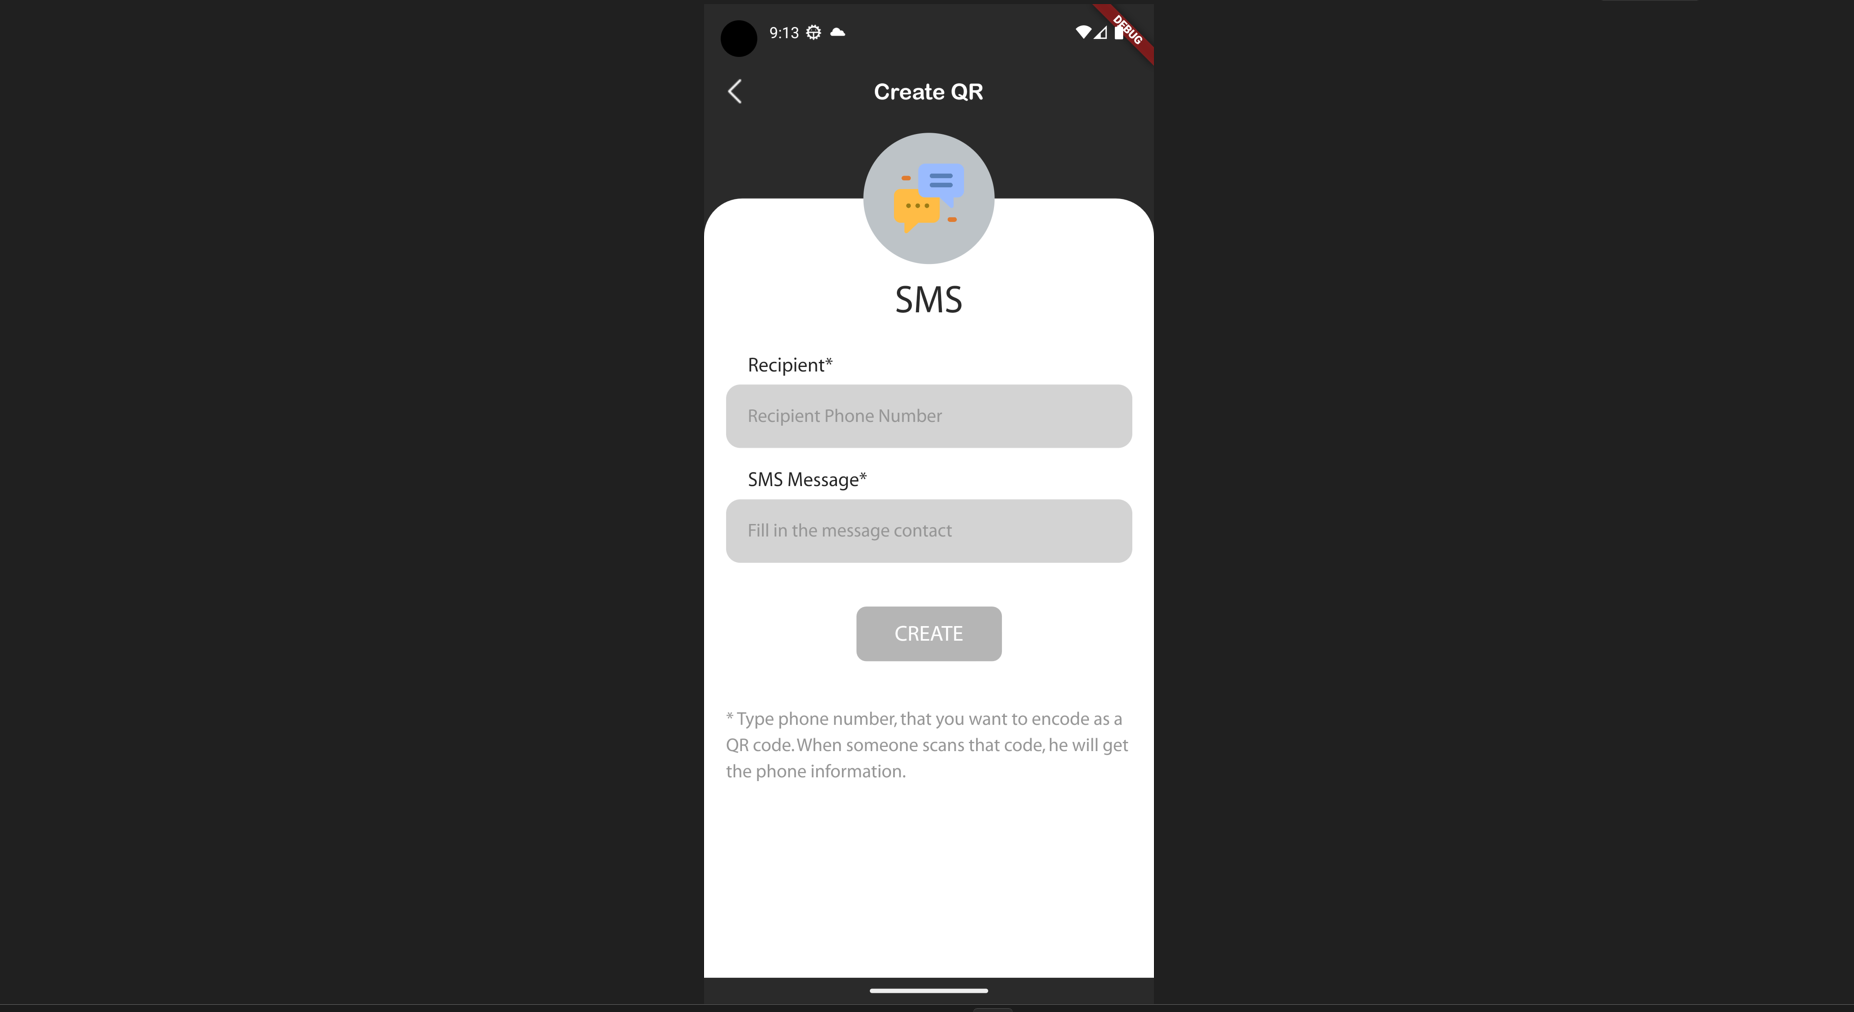 9:13
DEBUG
Create QR
SMS
Recipient*
Recipient Phone Number
SMS Message*
Fill in the message contact
CREATE
* Type phone number, that you want to encode as a
QR code. When someone scans that code, he will get
the phone information.